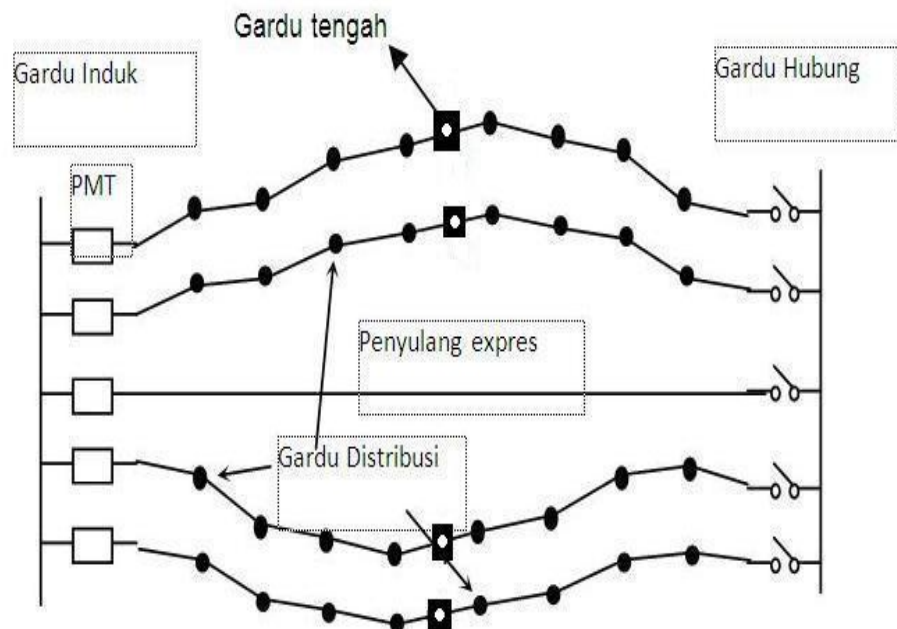 Gardu tengah
Gardu Induk
Gardu Hubung
PMT
Penyulang expres
Gardu Distribusi